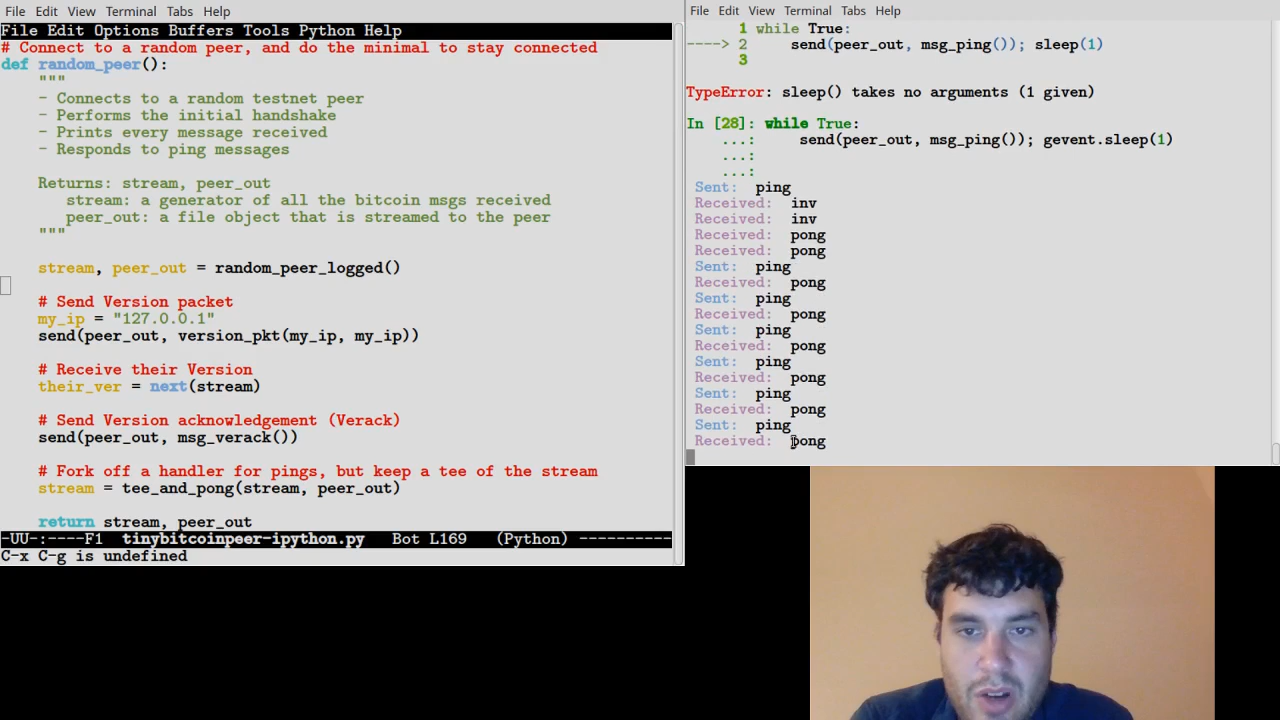 File Edit View Terminal Tabs Help
File Edit Options Buffers Tools Python Help
# Connect to a random peer, and do the minimal to stay connected
def random_peer():
"""
- Connects to a random testnet peer
- Performs the initial handshake
- Prints every message received
- Responds to ping messages
Returns: stream, peer_out
stream: a generator of all the bitcoin msgs received
peer_out: a file object that is streamed to the peer
"""
stream, peer_out = random_peer_logged()
# Send Version packet
my_ip = "127.0.0.1"
send(peer_out, version_pkt(my_ip, my_ip))
# Receive their Version
their_ver = next(stream)
# Send Version acknowledgement (Verack)
send(peer_out, msg_verack())
# Fork off a handler for pings, but keep a tee of the stream
stream = tee_and_pong(stream, peer_out)
return stream, peer_out
-UU-:----F1 tinybitcoinpeer-ipython.py Bot L169 (Python) ----------
C-x C-g is undefined
File Edit View Terminal Tabs Help
1 while True:
----> 2 send(peer_out, msg_ping()); sleep(1)
3
TypeError: sleep() takes no arguments (1 given)
In [28]: while True:
...: send(peer_out, msg_ping()); gevent.sleep(1)
...:
...:
Sent: ping
Received: inv
Received: inv
Received: pong
Received: pong
Sent: ping
Received: pong
Sent: ping
Received: pong
Sent: ping
Received: pong
Sent: ping
Received: pong
Sent: ping
Received: pong
Sent: ping
Received: pong